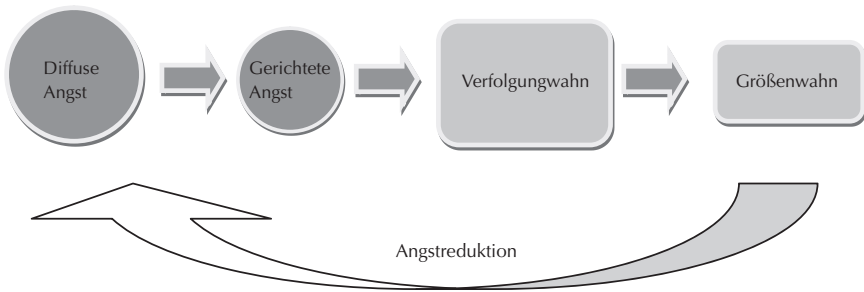 Diffuse
Angst
Gerichtete
Angst
Verfolgungwahn
Größenwahn
Angstreduktion